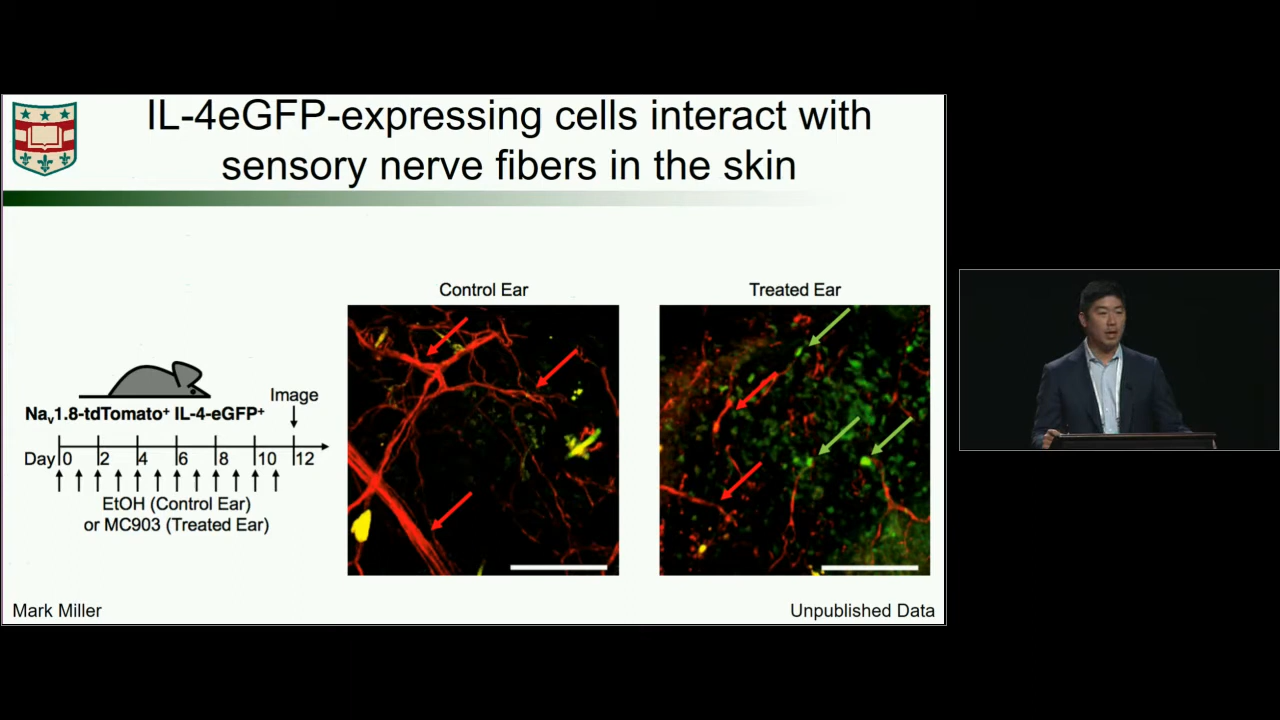 IL-4eGFP-expressing cells interact with
sensory nerve fibers in the skin
Control Ear
Treated Ear
Image
Nav1.8-tdTomato+ IL-4-eGFP+
Day 0 2 4 6 8 10 12
EtOH (Control Ear)
or MC903 (Treated Ear)
Mark Miller
Unpublished Data